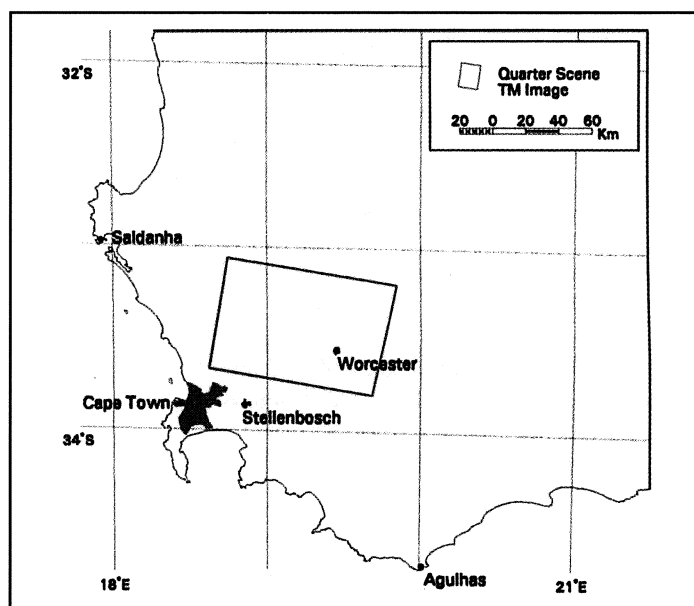 32°S
Quarter Scene
TM Image
20 0 20 40 60
Km
Saldanha
Worcester
Cape Town
Stellenbosch
34°S
18°E
Agulhas
21°E